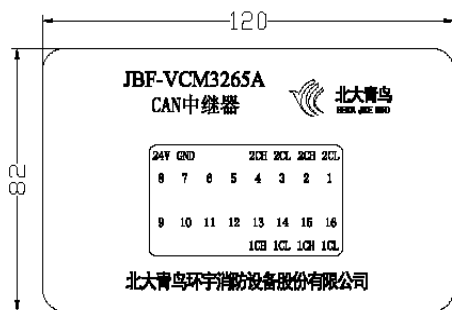 120
82
JBF-VCM3265A
CAN中继器
北大青鸟
24V GND 2CH 2CL 2CH 2CL
8 7 6 5 4 3 2 1
9 10 11 12 13 14 15 16
1CH 1CL 1CH 1CL
北大青鸟环宇消防设备股份有限公司